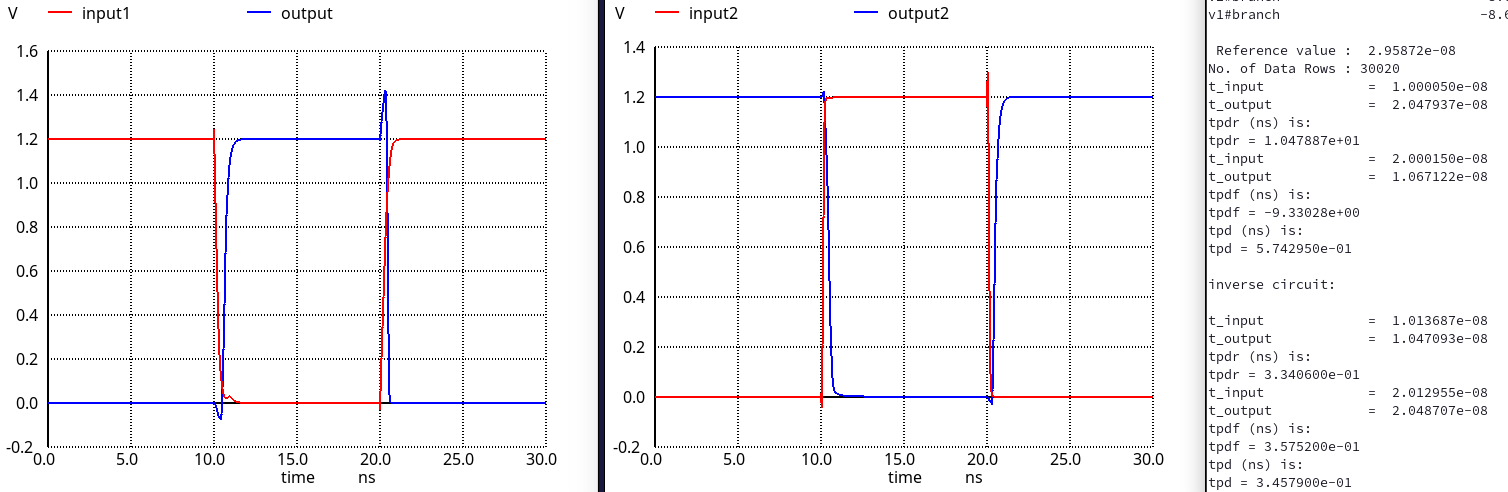 V input1 output
1.6
1.4
1.2
1.0
0.8
0.6
0.4
0.2
0.0
-0.2
0.0 5.0 10.0 15.0 20.0 25.0 30.0
time ns
V input2 output2
1.4
1.2
1.0
0.8
0.6
0.4
0.2
0.0
-0.2
0.0 5.0 10.0 15.0 20.0 25.0 30.0
time ns
v1#branch -8.6
Reference value : 2.95872e-08
No. of Data Rows : 30020
t_input = 1.000050e-08
t_output = 2.047937e-08
tpdr (ns) is:
tpdr = 1.047887e+01
t_input = 2.000150e-08
t_output = 1.067122e-08
tpdf (ns) is:
tpdf = -9.33028e+00
tpd (ns) is:
tpd = 5.742950e-01
inverse circuit:
t_input = 1.013687e-08
t_output = 1.047093e-08
tpdr (ns) is:
tpdr = 3.340600e-01
t_input = 2.012955e-08
t_output = 2.048707e-08
tpdf (ns) is:
tpdf = 3.575200e-01
tpd (ns) is:
tpd = 3.457900e-01